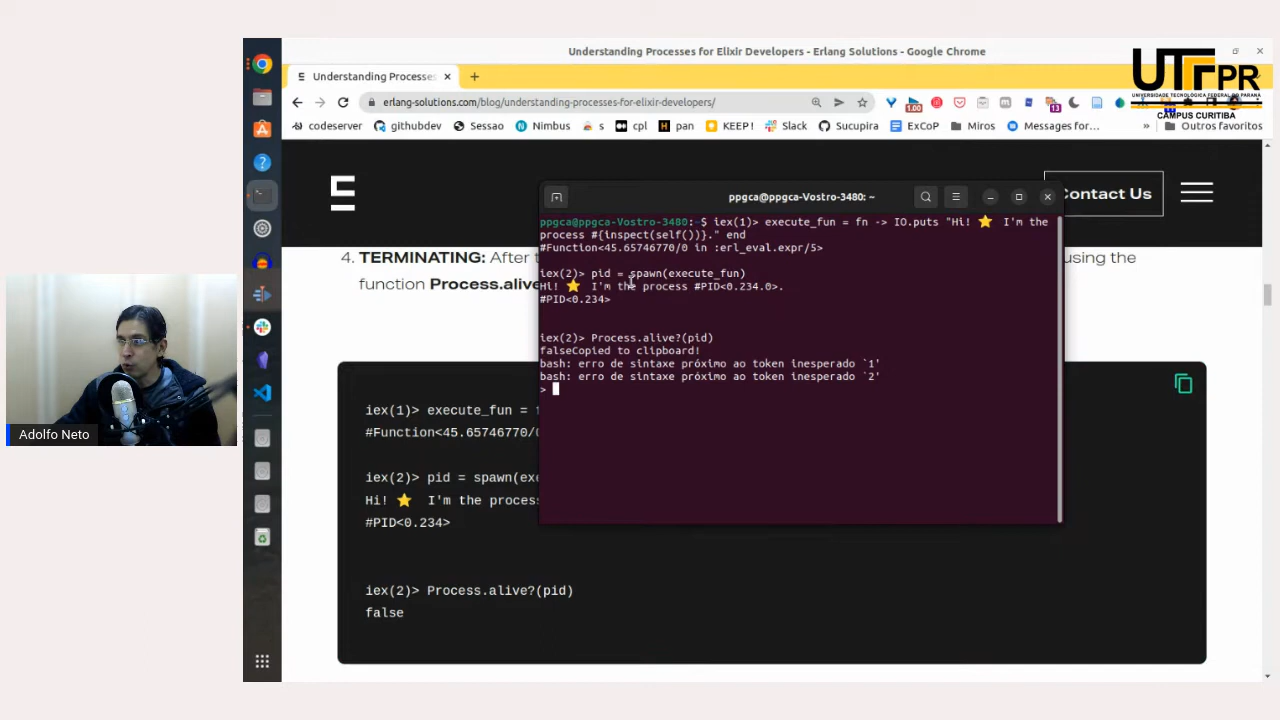 Understanding Processes for Elixir Developers - Erlang Solutions - Google Chrome
UTFPR
UNIVERSIDADE TECNOLÓGICA FEDERAL DO PARANÁ
CAMPUS CURITIBA
Understanding Processes
erlang-solutions.com/blog/understanding-processes-for-elixir-developers/
1.00
13
codeserver
githubdev
Sessao
Nimbus
s
cpl
pan
KEEP!
Slack
Sucupira
ExCoP
Miros
Messages for…
»
Outros favoritos
Contact Us
4. TERMINATING: After t
using the
function Process.alive
ppgca@ppgca-Vostro-3480: ~
ppgca@ppgca-Vostro-3480:~$ iex(1)> execute_fun = fn -> IO.puts "Hi! ⭐ I'm the
process #{inspect(self())}." end
#Function<45.65746770/0 in :erl_eval.expr/5>
iex(2)> pid = spawn(execute_fun)
Hi! ⭐ I'm the process #PID<0.234.0>.
#PID<0.234>
iex(2)> Process.alive?(pid)
falseCopied to clipboard!
bash: erro de sintaxe próximo ao token inesperado `1'
bash: erro de sintaxe próximo ao token inesperado `2'
>
iex(1)> execute_fun = f
#Function<45.65746770/0
iex(2)> pid = spawn(exe
Hi! ⭐ I'm the process
#PID<0.234>
iex(2)> Process.alive?(pid)
false
Adolfo Neto